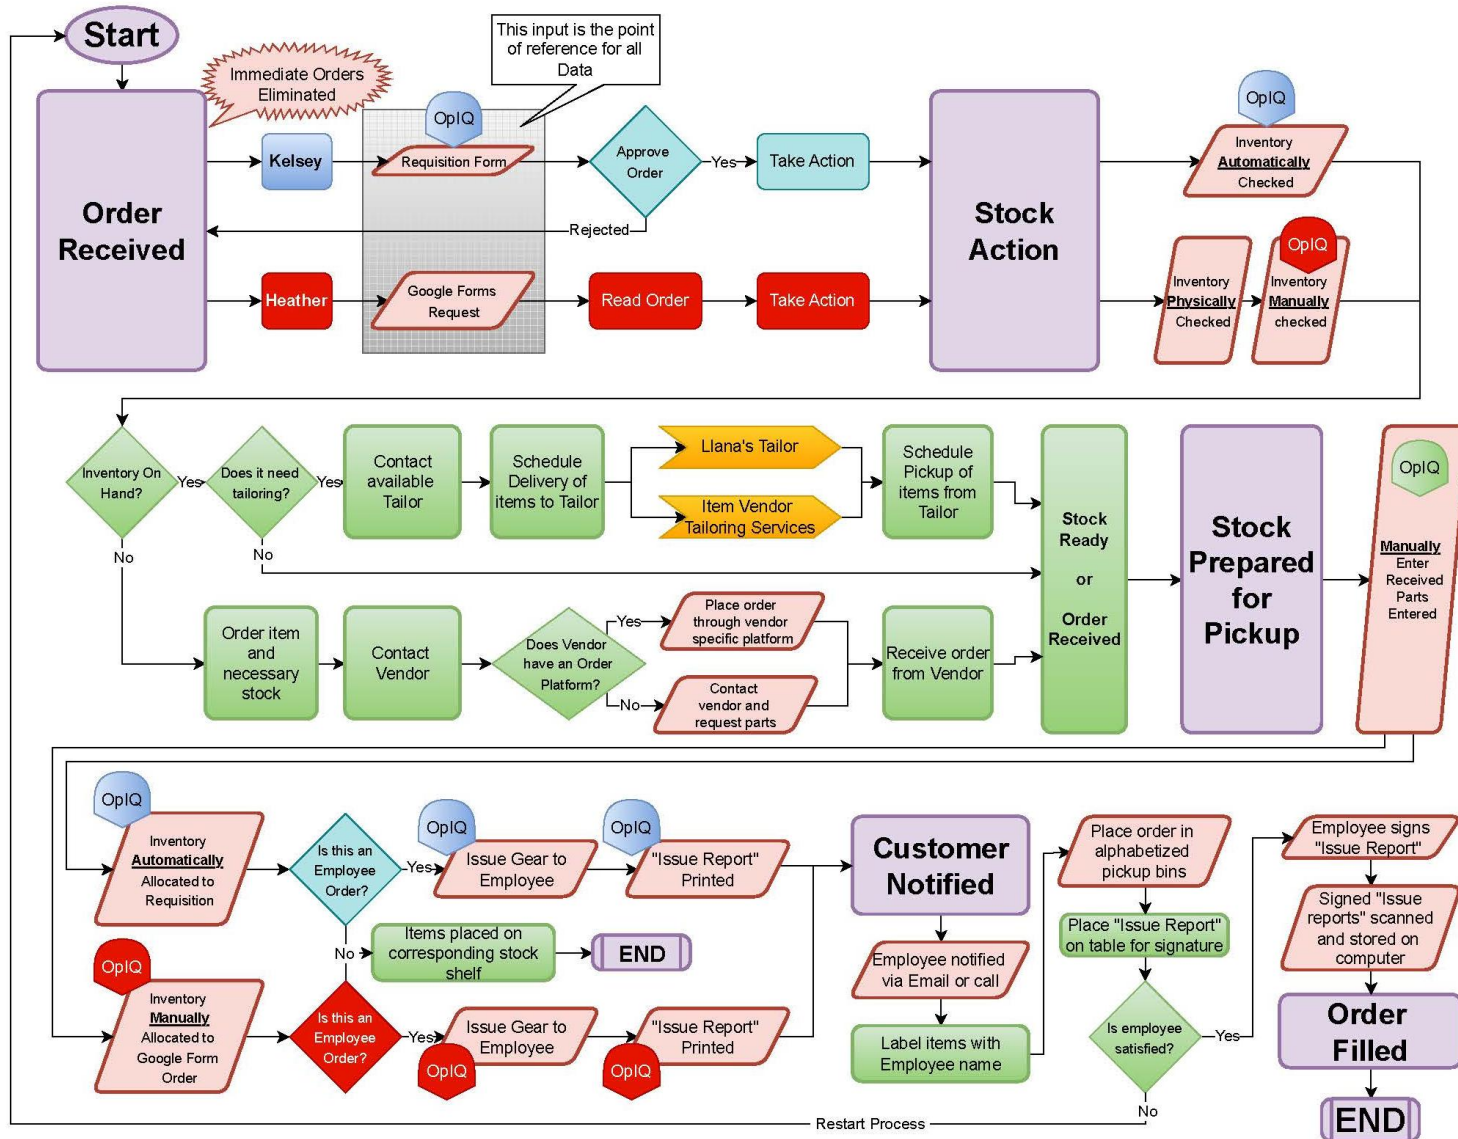 Start
Immediate Orders
Eliminated
This input is the point
of reference for all
Data
Order
Received
Kelsey
OpIQ
Requisition Form
Approve
Order
Yes
Take Action
Rejected
Heather
Google Forms
Request
Read Order
Take Action
Stock
Action
OpIQ
Inventory
Automatically
Checked
Inventory
Physically
Checked
OpIQ
Inventory
Manually
checked
Inventory On
Hand?
Yes
Does it need
tailoring?
Yes
Contact
available
Tailor
Schedule
Delivery of
items to Tailor
Llana's Tailor
Item Vendor
Tailoring Services
Schedule
Pickup of
items from
Tailor
No
No
Order item
and
necessary
stock
Contact
Vendor
Does Vendor
have an Order
Platform?
Yes
Place order
through vendor
specific platform
No
Contact
vendor and
request parts
Receive order
from Vendor
Stock
Ready
or
Order
Received
Stock
Prepared
for
Pickup
OpIQ
Manually
Enter
Received
Parts
Entered
OpIQ
Inventory
Automatically
Allocated to
Requisition
Is this an
Employee
Order?
Yes
OpIQ
Issue Gear to
Employee
OpIQ
"Issue Report"
Printed
No
Items placed on
corresponding stock
shelf
END
OpIQ
Inventory
Manually
Allocated to
Google Form
Order
Is this an
Employee
Order?
Yes
Issue Gear to
Employee
OpIQ
"Issue Report"
Printed
OpIQ
Customer
Notified
Employee notified
via Email or call
Label items with
Employee name
Place order in
alphabetized
pickup bins
Place "Issue Report"
on table for signature
Is employee
satisfied?
Yes
No
Restart Process
Employee signs
"Issue Report"
Signed "Issue
reports" scanned
and stored on
computer
Order
Filled
END